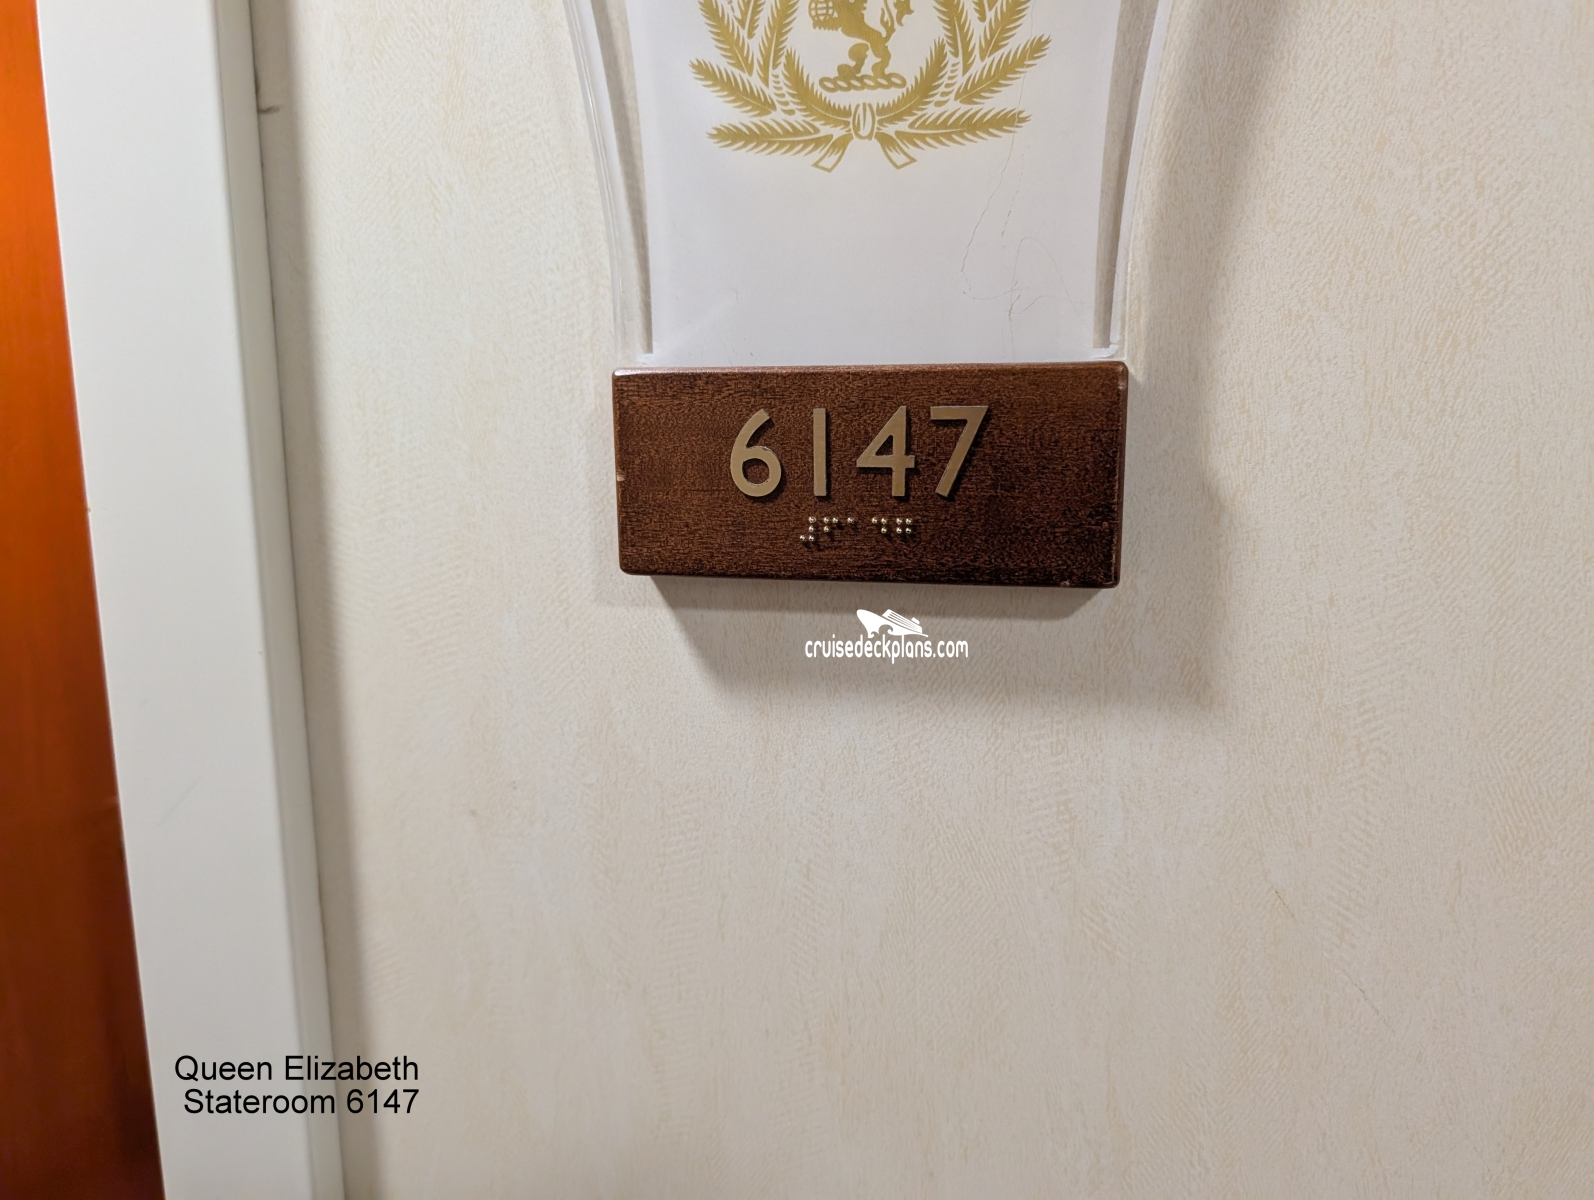 6147
⠼⠋⠁⠙⠛
cruisedeckplans.com
Queen Elizabeth
Stateroom 6147